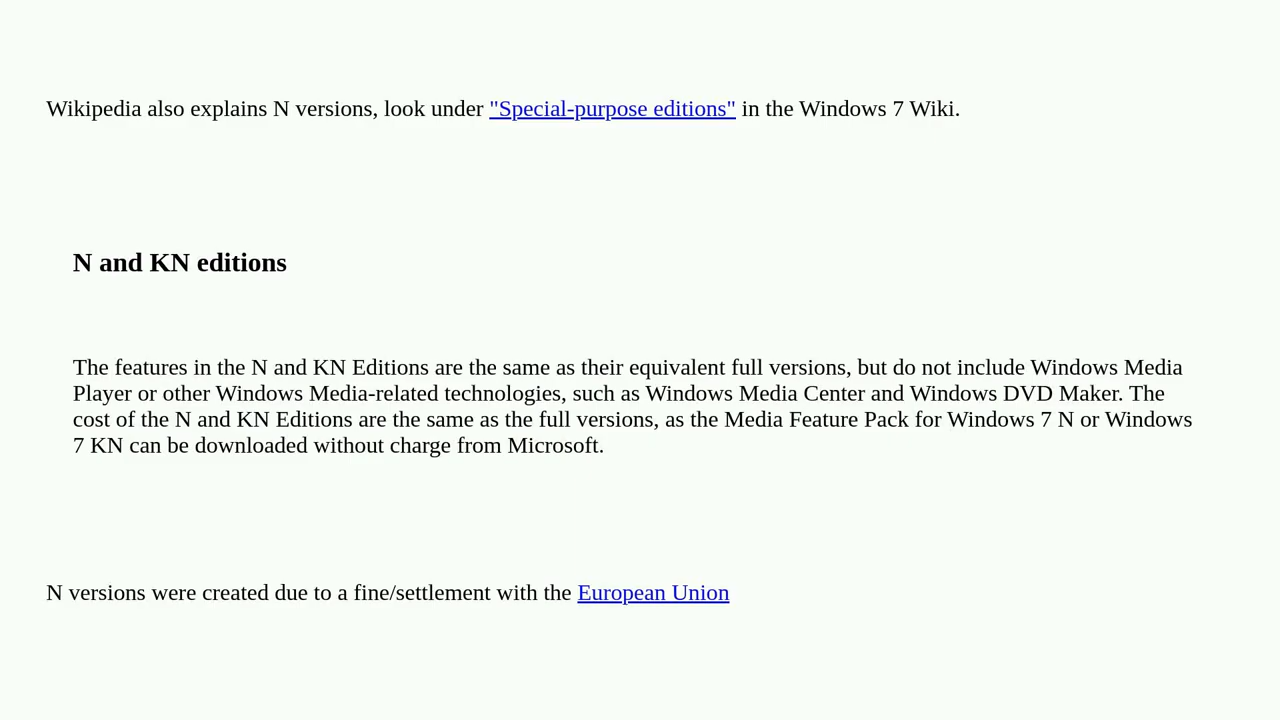 Wikipedia also explains N versions, look under "Special-purpose editions" in the Windows 7 Wiki.
N and KN editions
The features in the N and KN Editions are the same as their equivalent full versions, but do not include Windows Media
Player or other Windows Media-related technologies, such as Windows Media Center and Windows DVD Maker. The
cost of the N and KN Editions are the same as the full versions, as the Media Feature Pack for Windows 7 N or Windows
7 KN can be downloaded without charge from Microsoft.
N versions were created due to a fine/settlement with the European Union